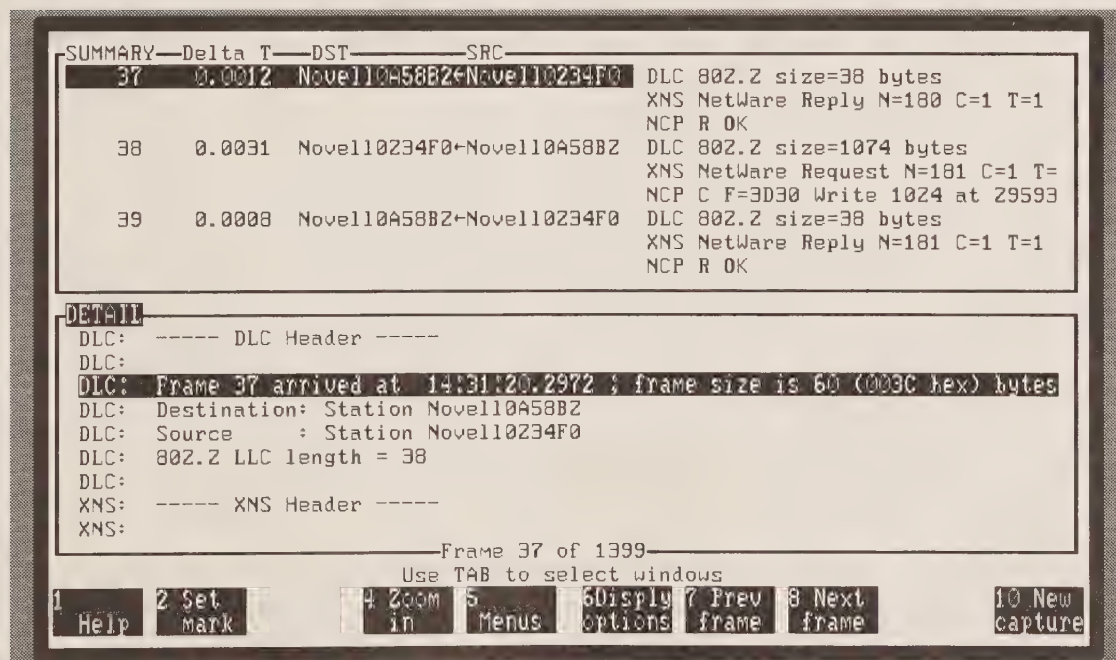 SUMMARY Delta T DST SRC
37 0.0012 Novell0A58B2←Novell0234F0 DLC 802.2 size=38 bytes
XNS NetWare Reply N=180 C=1 T=1
NCP R OK
38 0.0031 Novell0234F0←Novell0A58B2 DLC 802.2 size=1074 bytes
XNS NetWare Request N=181 C=1 T=
NCP C F=3D30 Write 1024 at 29593
39 0.0008 Novell0A58B2←Novell0234F0 DLC 802.2 size=38 bytes
XNS NetWare Reply N=181 C=1 T=1
NCP R OK
DETAIL
DLC: ----- DLC Header -----
DLC:
DLC: Frame 37 arrived at 14:31:20.2972 ; frame size is 60 (003C hex) bytes
DLC: Destination: Station Novell0A58B2
DLC: Source : Station Novell0234F0
DLC: 802.2 LLC length = 38
DLC:
XNS: ----- XNS Header -----
XNS:
Frame 37 of 1399
Use TAB to select windows
1 Help
2 Set mark
4 Zoom in
5 Menus
6Disply options
7 Prev frame
8 Next frame
10 New capture